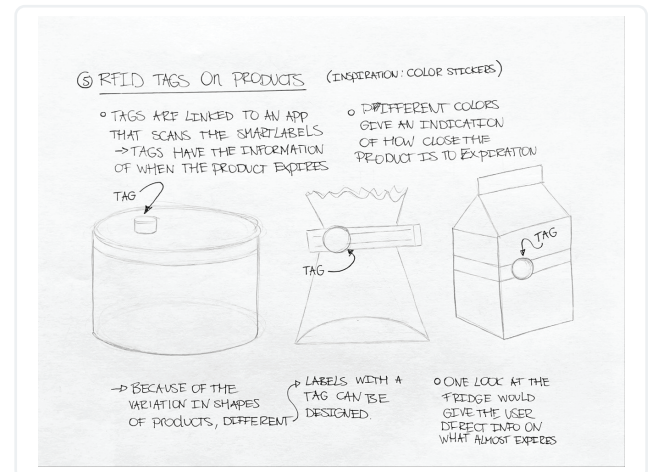 ⑤ RFID TAGS ON PRODUCTS (INSPIRATION: COLOR STICKERS)
° TAGS ARE LINKED TO AN APP
THAT SCANS THE SMARTLABELS
→ TAGS HAVE THE INFORMATION
OF WHEN THE PRODUCT EXPIRES
° DIFFERENT COLORS
GIVE AN INDICATION
OF HOW CLOSE THE
PRODUCT IS TO EXPIRATION
TAG
TAG
TAG
→ BECAUSE OF THE
VARIATION IN SHAPES
OF PRODUCTS, DIFFERENT
→ LABELS WITH A
TAG CAN BE
DESIGNED.
° ONE LOOK AT THE
FRIDGE WOULD
GIVE THE USER
DIRECT INFO ON
WHAT ALMOST EXPIRES